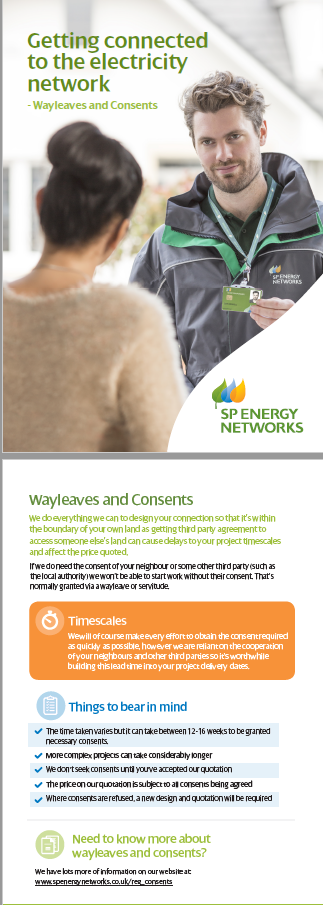 Getting connected
to the electricity
network
- Wayleaves and Consents
SP ENERGY
NETWORKS
SP ENERGY
NETWORKS
Wayleaves and Consents
We do everything we can to design your connection so that it's within
the boundary of your own land as getting third party agreement to
access someone else's land can cause delays to your project timescales
and affect the price quoted.
If we do need the consent of your neighbour or some other third party (such as
the local authority) we won't be able to start work without their consent. That's
normally granted via a wayleave or servitude.
Timescales
We will of course make every effort to obtain the consent required
as quickly as possible, however we are reliant on the cooperation
of your neighbours and other third parties so it's worthwhile
building this lead time into your project delivery dates.
Things to bear in mind
The time taken varies but it can take between 12-16 weeks to be granted
necessary consents.
More complex projects can take considerably longer
We don't seek consents until you've accepted our quotation
The price on our quotation is subject to all consents being agreed
Where consents are refused, a new design and quotation will be required
Need to know more about
wayleaves and consents?
We have lots more of information on our website at:
www.spenergynetworks.co.uk/req_consents